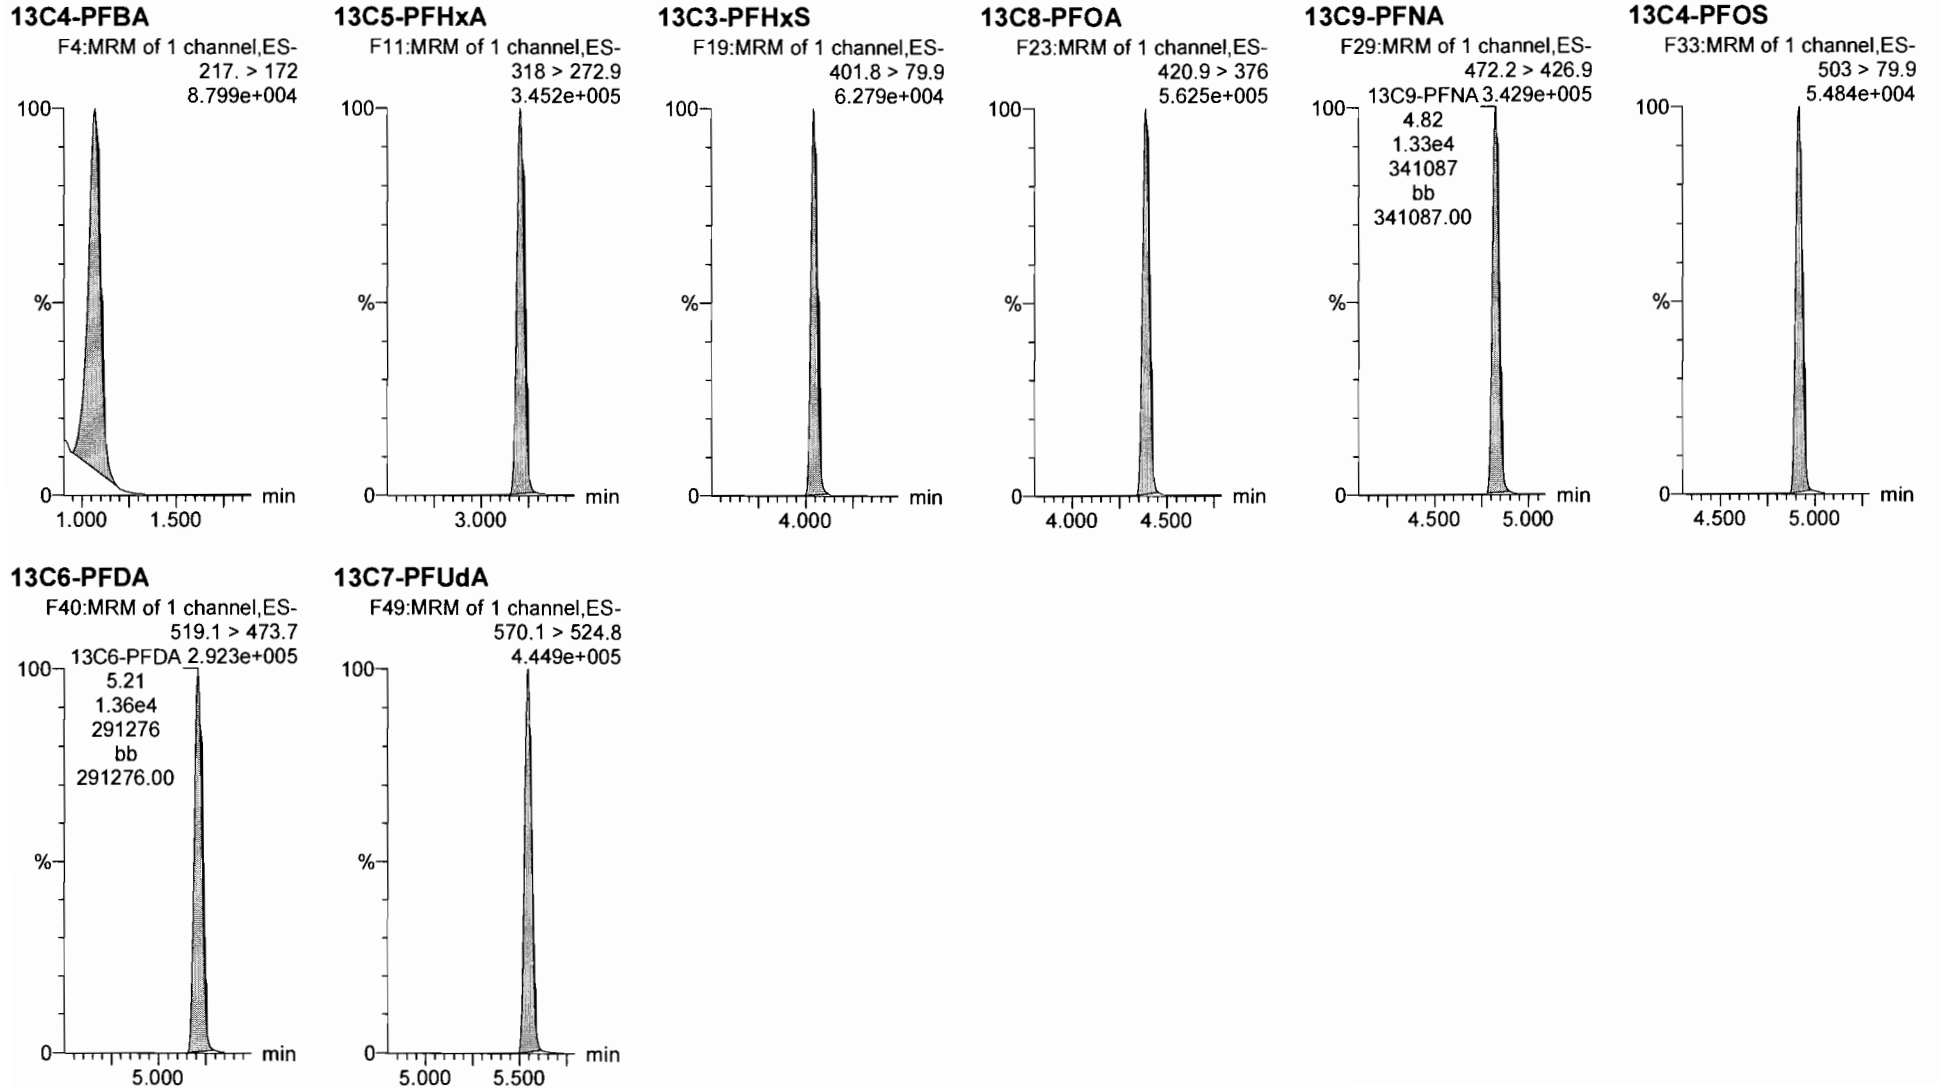 13C4-PFBA
F4:MRM of 1 channel,ES-
217. > 172
8.799e+004
100
%
0
min
1.000 1.500
13C5-PFHxA
F11:MRM of 1 channel,ES-
318 > 272.9
3.452e+005
100
%
0
min
3.000
13C3-PFHxS
F19:MRM of 1 channel,ES-
401.8 > 79.9
6.279e+004
100
%
0
min
4.000
13C8-PFOA
F23:MRM of 1 channel,ES-
420.9 > 376
5.625e+005
100
%
0
min
4.000 4.500
13C9-PFNA
F29:MRM of 1 channel,ES-
472.2 > 426.9
13C9-PFNA 3.429e+005
100
4.82
1.33e4
341087
bb
341087.00
%
0
min
4.500 5.000
13C4-PFOS
F33:MRM of 1 channel,ES-
503 > 79.9
5.484e+004
100
%
0
min
4.500 5.000
13C6-PFDA
F40:MRM of 1 channel,ES-
519.1 > 473.7
13C6-PFDA 2.923e+005
100
5.21
1.36e4
291276
bb
291276.00
%
0
min
5.000
13C7-PFUdA
F49:MRM of 1 channel,ES-
570.1 > 524.8
4.449e+005
100
%
0
min
5.000 5.500